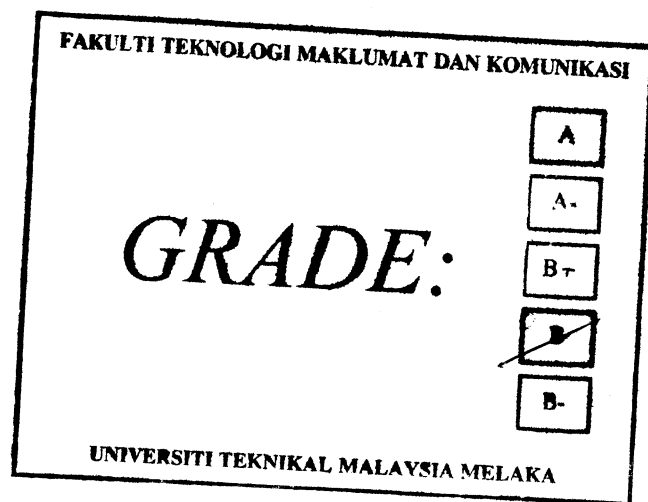 FAKULTI TEKNOLOGI MAKLUMAT DAN KOMUNIKASI
A
A-
GRADE:
B+
B
B-
UNIVERSITI TEKNIKAL MALAYSIA MELAKA